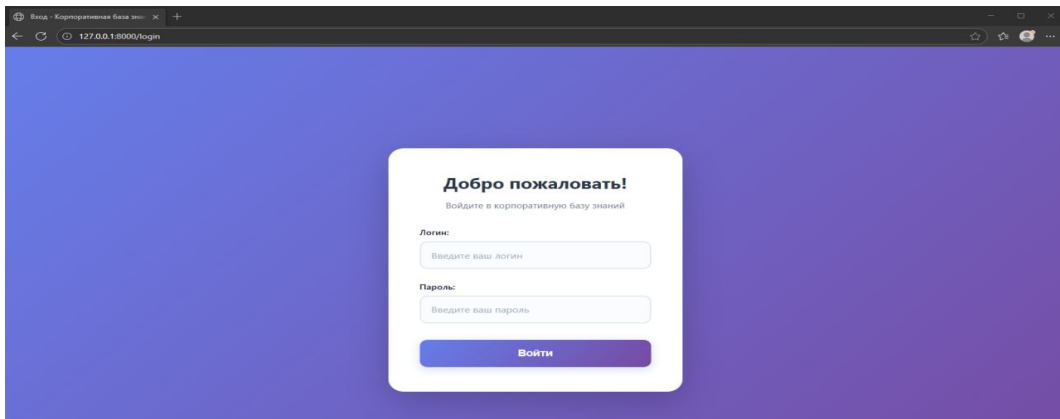 Вход - Корпоративная база зна
127.0.0.1:8000/login
Добро пожаловать!
Войдите в корпоративную базу знаний
Логин:
Введите ваш логин
Пароль:
Введите ваш пароль
Войти